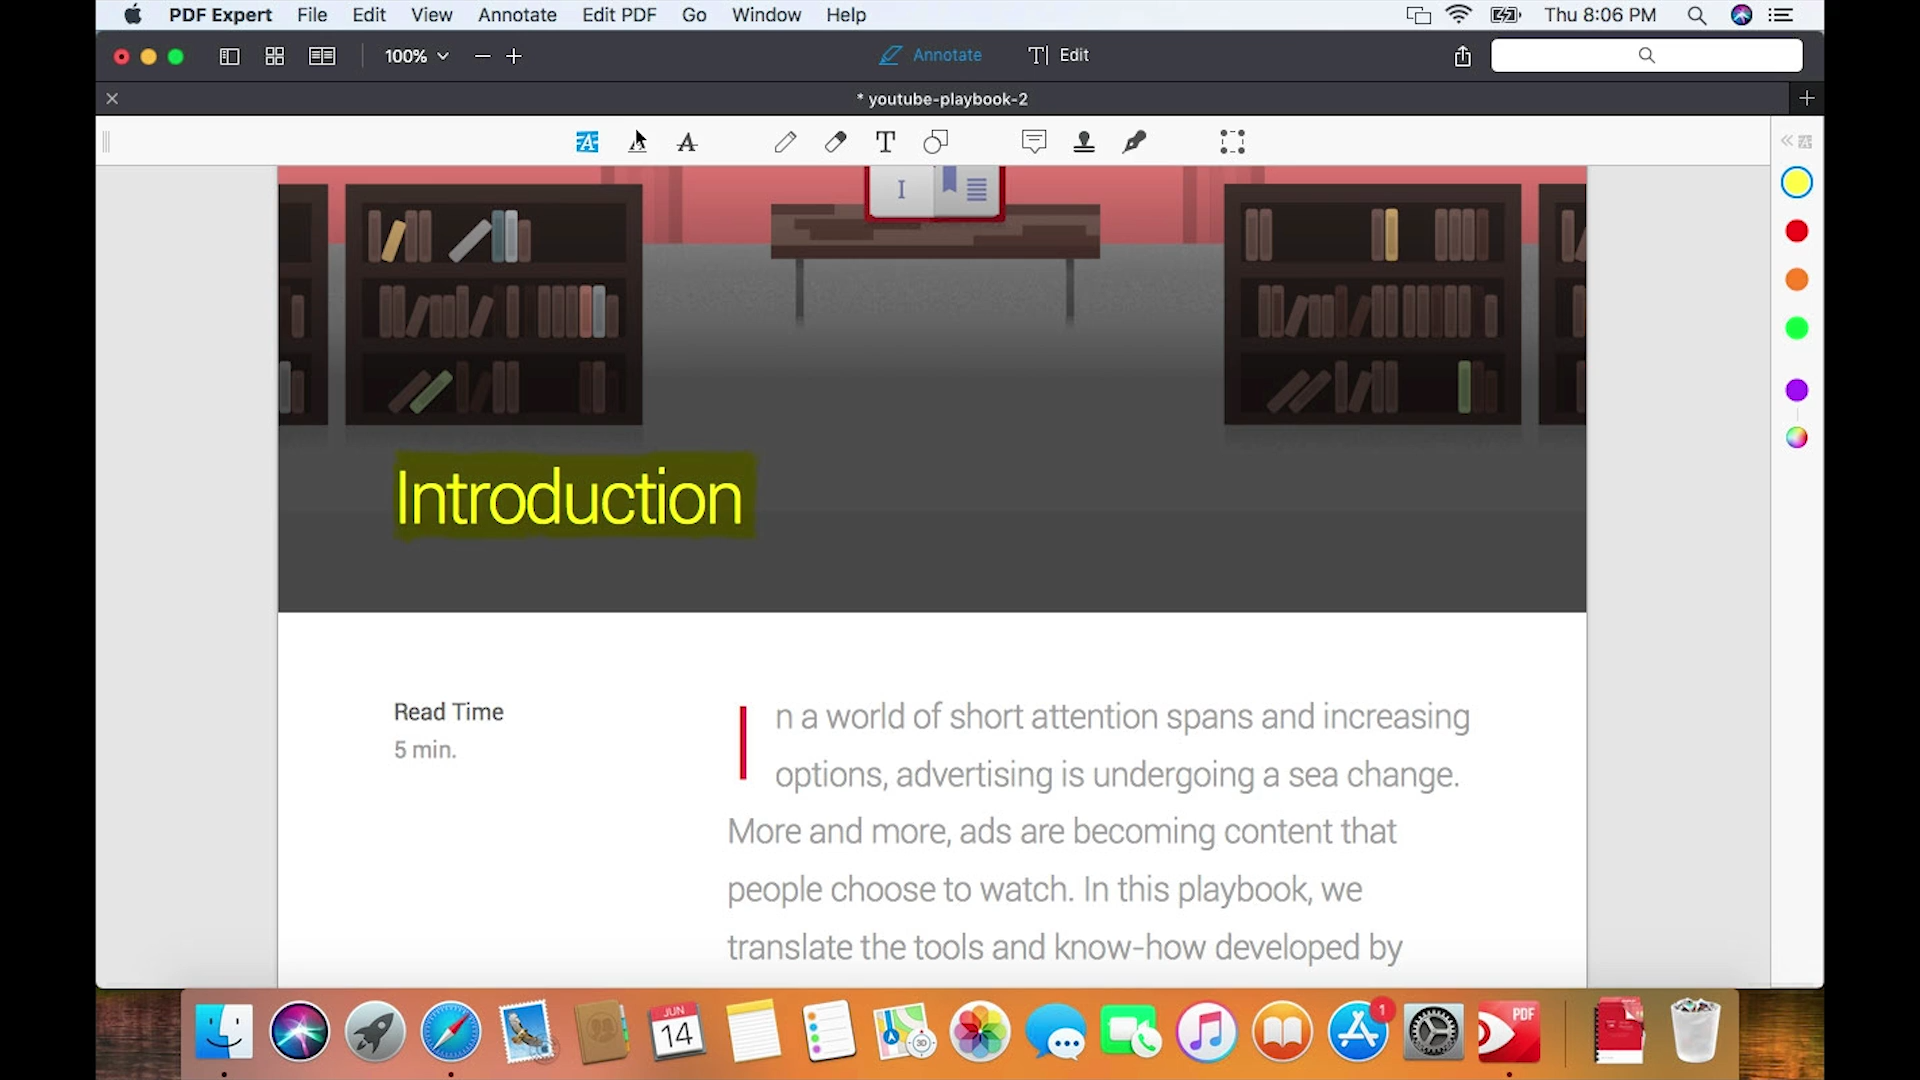 PDF Expert File Edit View Annotate Edit PDF Go Window Help Thu 8:06 PM
100% Annotate T| Edit
* youtube-playbook-2
A A A T
I
Introduction
Read Time
5 min.
In a world of short attention spans and increasing
options, advertising is undergoing a sea change.
More and more, ads are becoming content that
people choose to watch. In this playbook, we
translate the tools and know-how developed by
JUN
14
3D
1
PDF